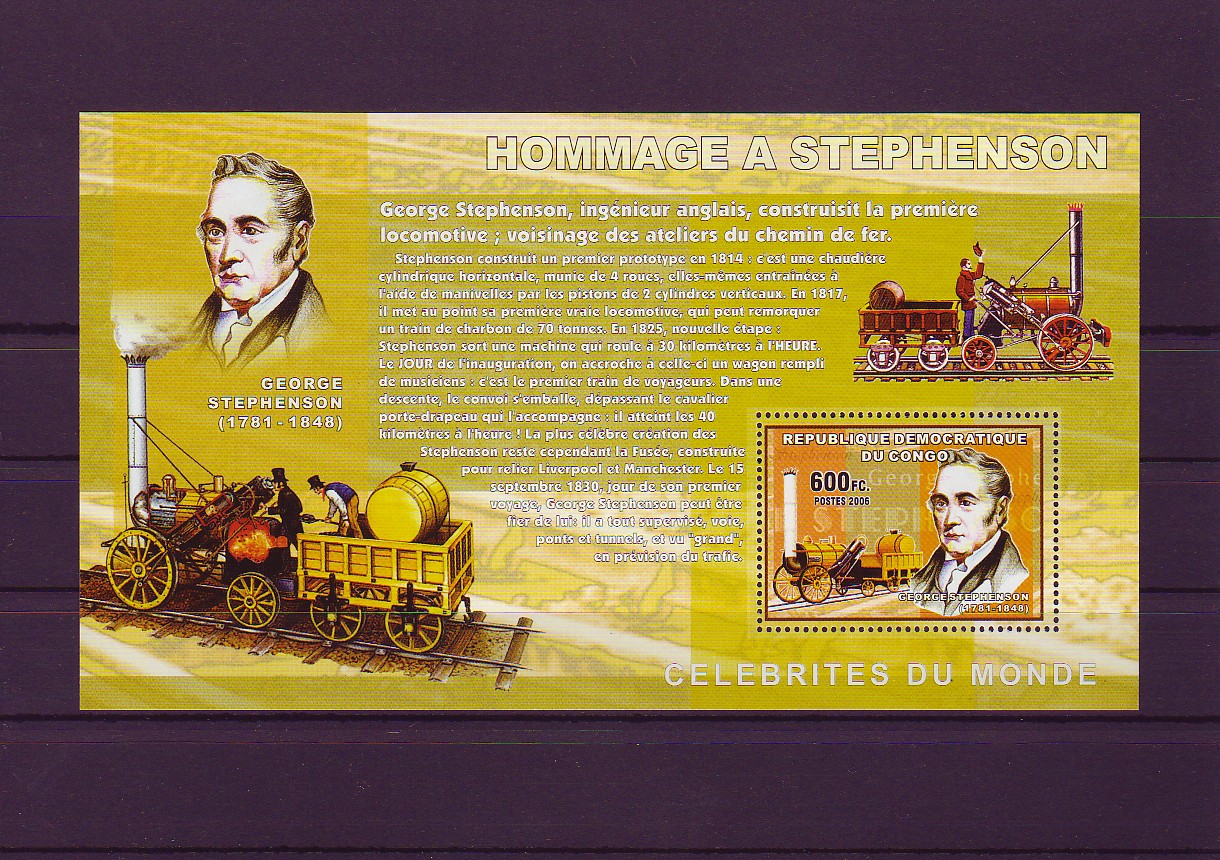 HOMMAGE A STEPHENSON
George Stephenson, ingénieur anglais, construisit la première
locomotive ; voisinage des ateliers du chemin de fer.
Stephenson construit un premier prototype en 1814 : c'est une chaudière
cylindrique horizontale, munie de 4 roues, elles-mêmes entraînées à
l'aide de manivelles par les pistons de 2 cylindres verticaux. En 1817,
il met au point sa première vraie locomotive, qui peut remorquer
un train de charbon de 70 tonnes. En 1825, nouvelle étape :
Stephenson sort une machine qui roule à 30 kilomètres à l'HEURE.
Le JOUR de l'inauguration, on accroche à celle-ci un wagon rempli
de musiciens : c'est le premier train de voyageurs. Dans une
descente, le convoi s'emballe, dépassant le cavalier
porte-drapeau qui l'accompagne : il atteint les 40
kilomètres à l'heure ! La plus célèbre création des
Stephenson reste cependant la Fusée, construite
pour relier Liverpool et Manchester. Le 15
septembre 1830, jour de son premier
voyage, George Stephenson peut être
fier de lui: il a tout supervisé, voie,
ponts et tunnels, et vu "grand",
en prévision du trafic.
GEORGE
STEPHENSON
(1781 - 1848)
REPUBLIQUE DEMOCRATIQUE
DU CONGO
600FC.
POSTES 2006
GEORGE STEPHENSON
(1781-1848)
CELEBRITES DU MONDE